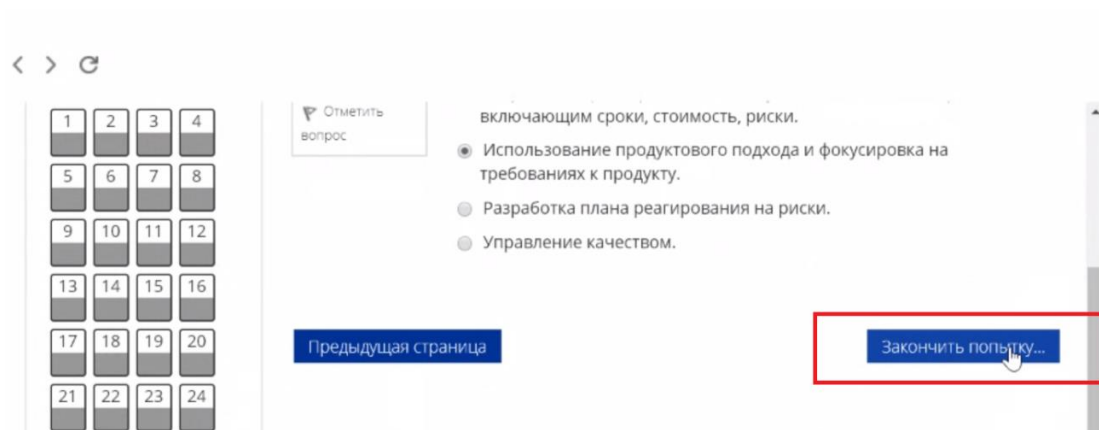 1 2 3 4
5 6 7 8
9 10 11 12
13 14 15 16
17 18 19 20
21 22 23 24
Отметить
вопрос
включающим сроки, стоимость, риски.
Использование продуктового подхода и фокусировка на
требованиях к продукту.
Разработка плана реагирования на риски.
Управление качеством.
Предыдущая страница
Закончить попытку...